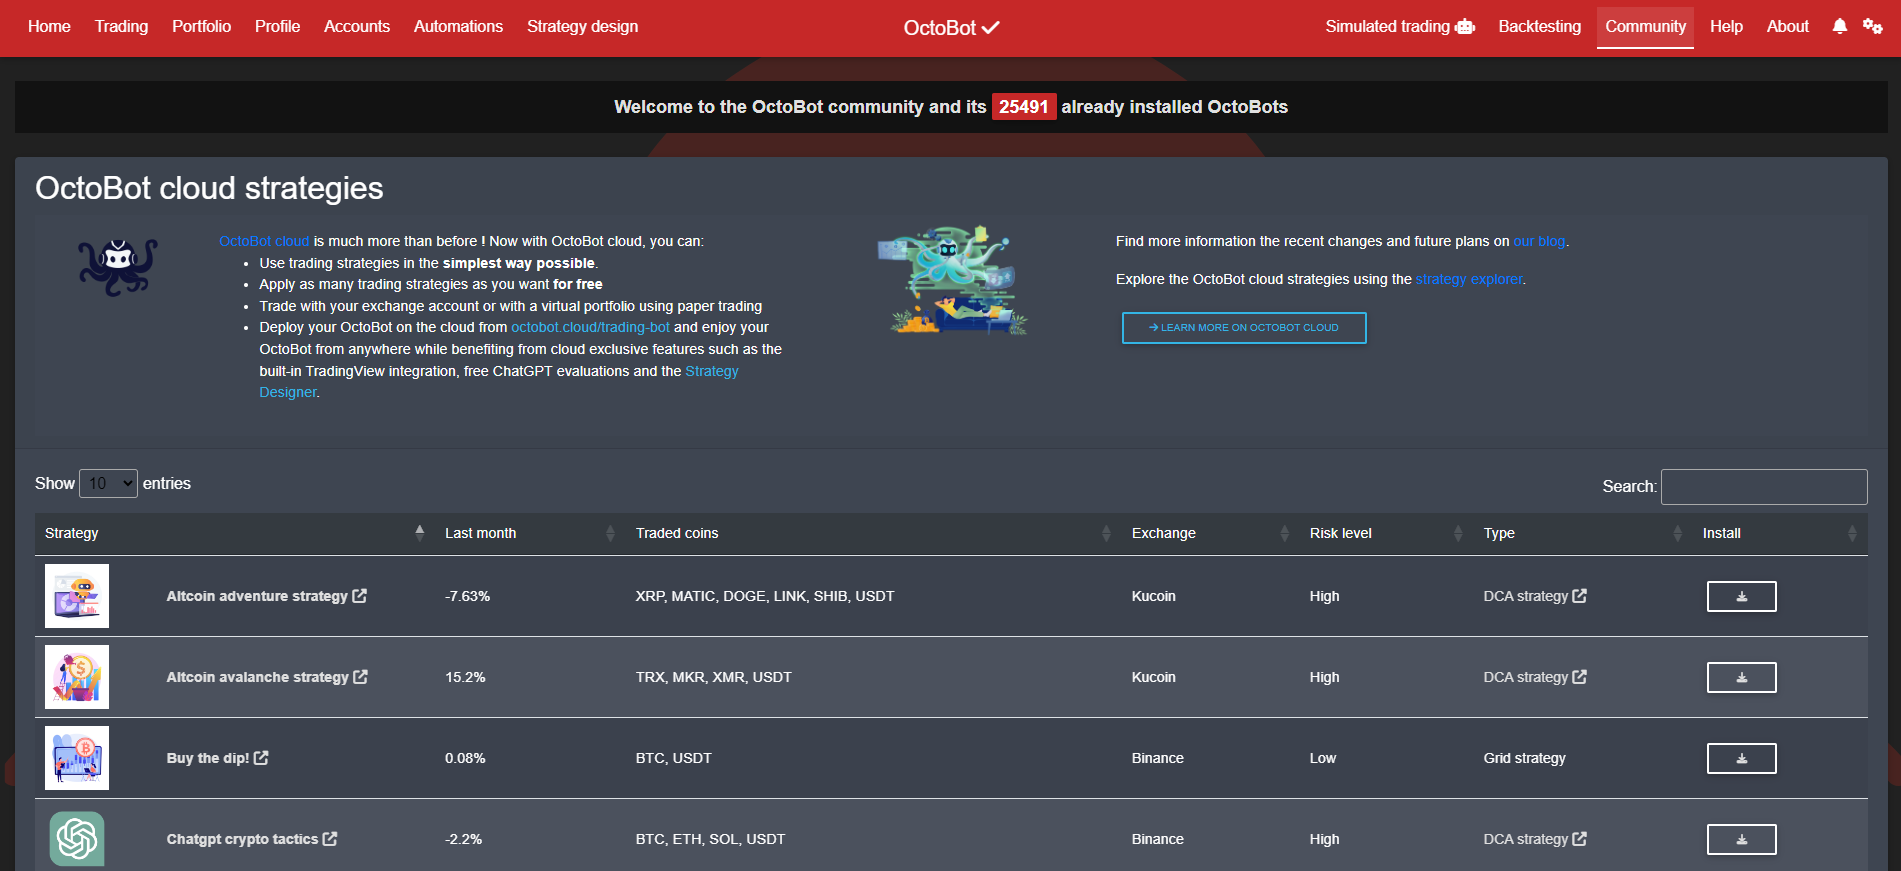 Home Trading Portfolio Profile Accounts Automations Strategy design OctoBot Simulated trading Backtesting Community Help About
Welcome to the OctoBot community and its 25491 already installed OctoBots
OctoBot cloud strategies
OctoBot cloud is much more than before ! Now with OctoBot cloud, you can:
• Use trading strategies in the simplest way possible.
• Apply as many trading strategies as you want for free
• Trade with your exchange account or with a virtual portfolio using paper trading
• Deploy your OctoBot on the cloud from octobot.cloud/trading-bot and enjoy your
OctoBot from anywhere while benefiting from cloud exclusive features such as the
built-in TradingView integration, free ChatGPT evaluations and the Strategy
Designer.
Find more information the recent changes and future plans on our blog.
Explore the OctoBot cloud strategies using the strategy explorer.
LEARN MORE ON OCTOBOT CLOUD
Show 10 entries Search:
Strategy Last month Traded coins Exchange Risk level Type Install
Altcoin adventure strategy -7.63% XRP, MATIC, DOGE, LINK, SHIB, USDT Kucoin High DCA strategy
Altcoin avalanche strategy 15.2% TRX, MKR, XMR, USDT Kucoin High DCA strategy
Buy the dip! 0.08% BTC, USDT Binance Low Grid strategy
Chatgpt crypto tactics -2.2% BTC, ETH, SOL, USDT Binance High DCA strategy